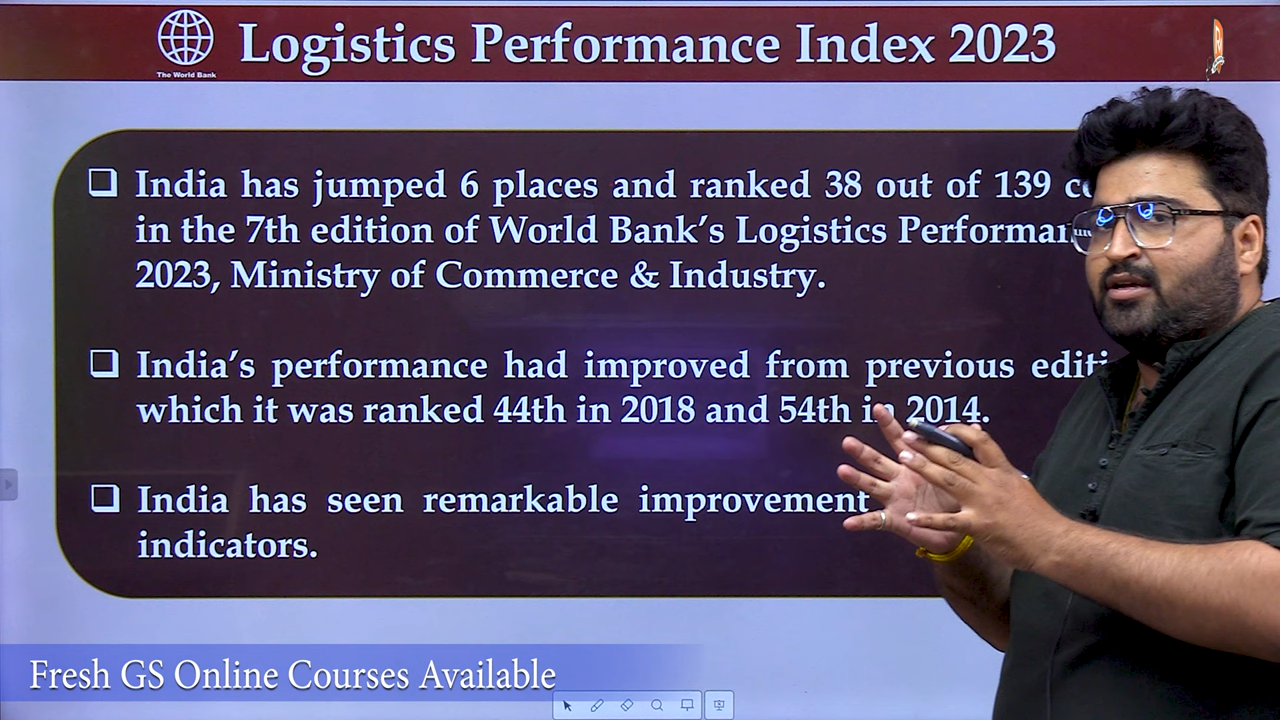 The World Bank
Logistics Performance Index 2023
India has jumped 6 places and ranked 38 out of 139
in the 7th edition of World Bank's Logistics
2023, Ministry of Commerce & Industry.
India's performance had improved from previous
which it was ranked 44th in 2018 and 54th in 2014.
India has seen remarkable improvement
indicators.
Fresh GS Online Courses Available